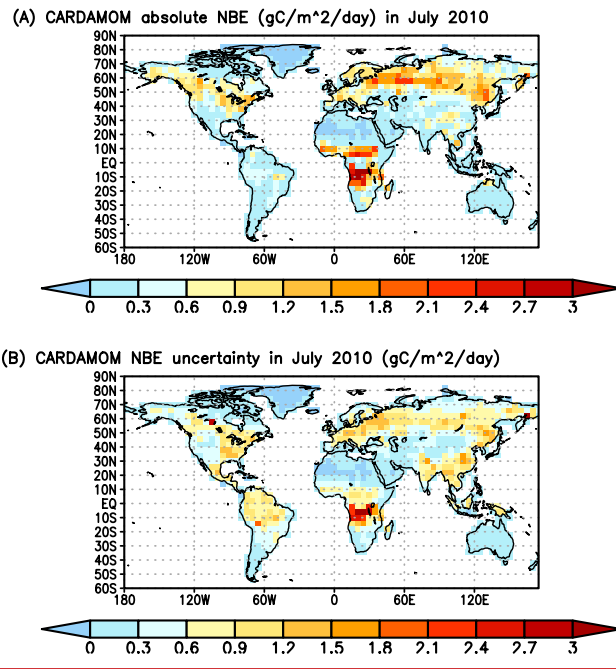 (A) CARDAMOM absolute NBE (gC/m^2/day) in July 2010
90N
80N
70N
60N
50N
40N
30N
20N
10N
EQ
10S
20S
30S
40S
50S
60S
180 120W 60W 0 60E 120E
0 0.3 0.6 0.9 1.2 1.5 1.8 2.1 2.4 2.7 3
(B) CARDAMOM NBE uncertainty in July 2010 (gC/m^2/day)
90N
80N
70N
60N
50N
40N
30N
20N
10N
EQ
10S
20S
30S
40S
50S
60S
180 120W 60W 0 60E 120E
0 0.3 0.6 0.9 1.2 1.5 1.8 2.1 2.4 2.7 3